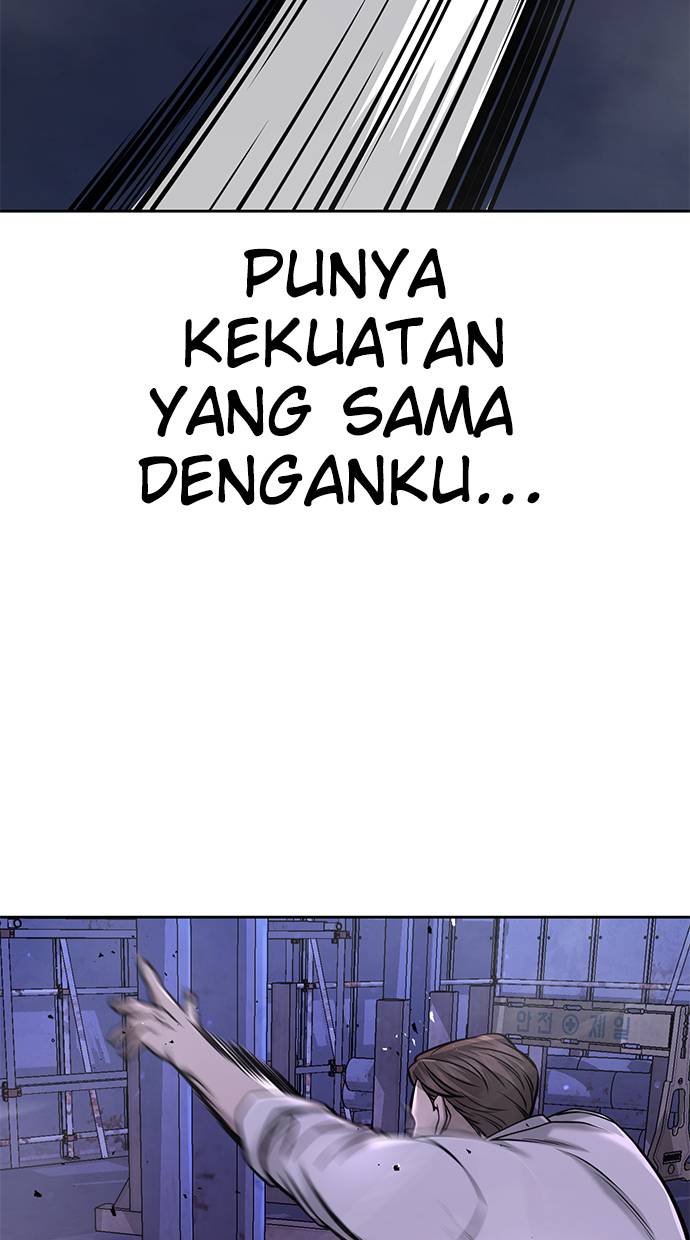 PUNYA
KEKUATAN
YANG SAMA
DENGANKU...
안전 제일